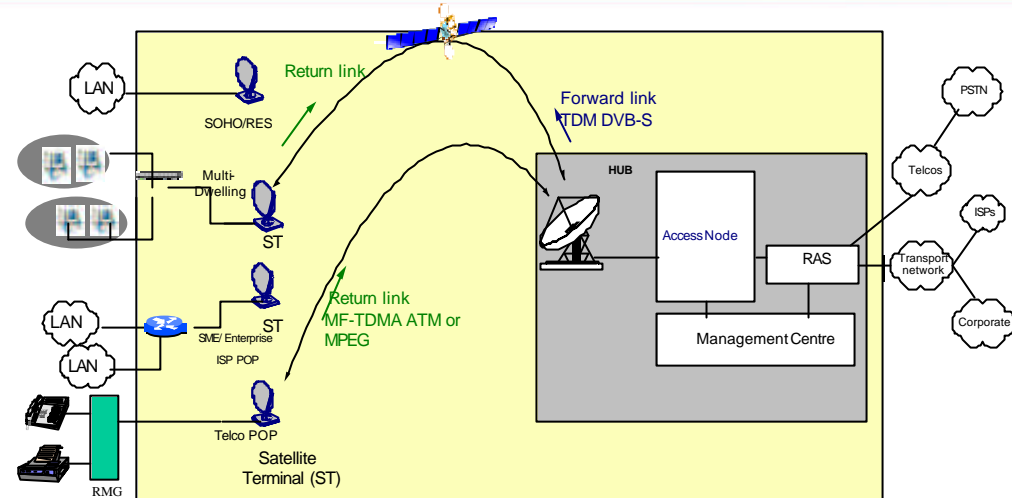 LAN
Return link
SOHO/RES
Forward link
TDM DVB-S
PSTN
HUB
Telcos
Multi-
Dwelling
ST
Access Node
RAS
ISPs
Transport
network
LAN
ST
SME/ Enterprise
ISP POP
LAN
Return link
MF-TDMA ATM or
MPEG
Management Centre
Corporate
Telco POP
Satellite
Terminal (ST)
RMG